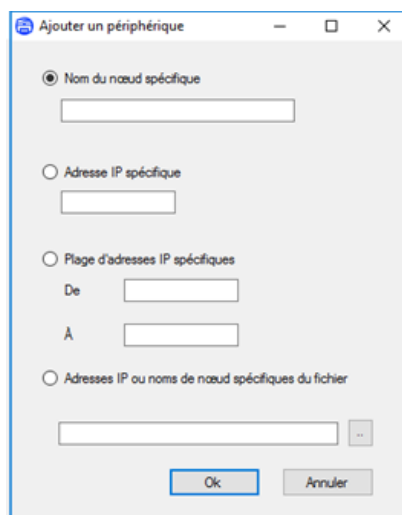 Ajouter un périphérique
Nom du nœud spécifique
Adresse IP spécifique
Plage d'adresses IP spécifiques
De
À
Adresses IP ou noms de nœud spécifiques du fichier
..
Ok
Annuler